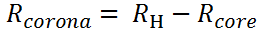 R_corona = R_H − R_core